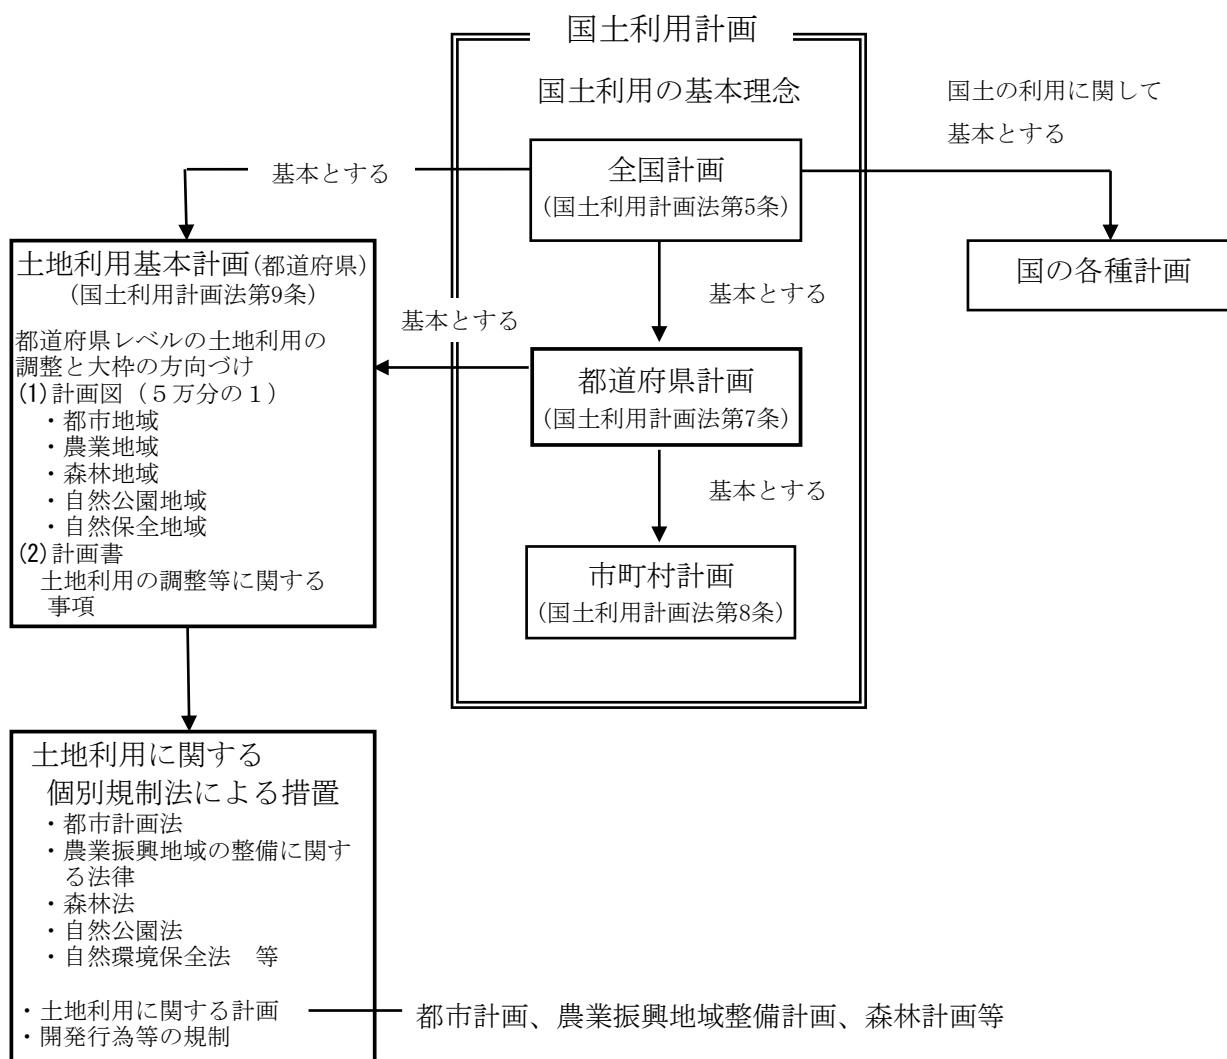 国土利用計画
国土利用の基本理念
国土の利用に関して
基本とする
全国計画
(国土利用計画法第5条)
基本とする
土地利用基本計画(都道府県)
(国土利用計画法第9条)
都道府県レベルの土地利用の
調整と大枠の方向づけ
(1)計画図（５万分の１）
・都市地域
・農業地域
・森林地域
・自然公園地域
・自然保全地域
(2)計画書
土地利用の調整等に関する
事項
国の各種計画
基本とする
基本とする
都道府県計画
(国土利用計画法第7条)
基本とする
市町村計画
(国土利用計画法第8条)
土地利用に関する
個別規制法による措置
・都市計画法
・農業振興地域の整備に関す
る法律
・森林法
・自然公園法
・自然環境保全法　等
・土地利用に関する計画
・開発行為等の規制
都市計画、農業振興地域整備計画、森林計画等